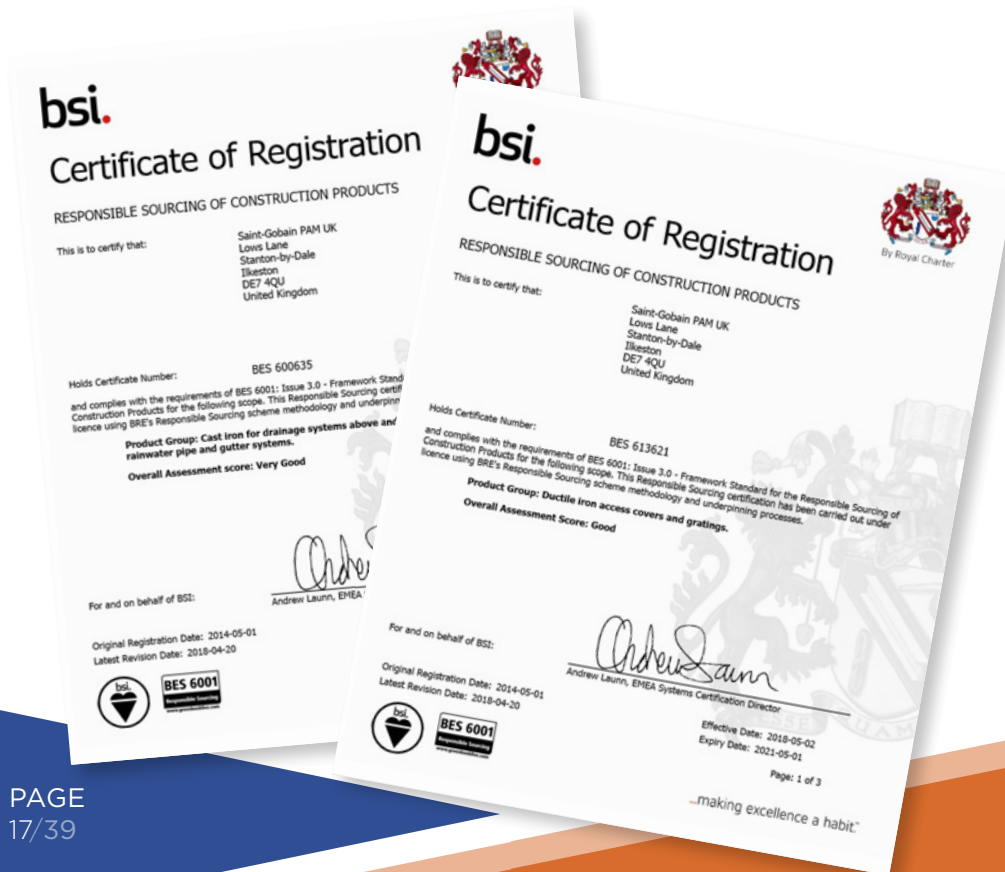 bsi.
Certificate of Registration
RESPONSIBLE SOURCING OF CONSTRUCTION PRODUCTS
This is to certify that:
Saint-Gobain PAM UK
Lows Lane
Stanton-by-Dale
Ilkeston
DE7 4QU
United Kingdom
Holds Certificate Number:
BES 600635
and complies with the requirements of BES 6001: Issue 3.0 - Framework Stand
Construction Products for the following scope. This Responsible Sourcing certif
licence using BRE's Responsible Sourcing scheme methodology and underpinn
Product Group: Cast iron for drainage systems above and
rainwater pipe and gutter systems.
Overall Assessment score: Very Good
For and on behalf of BSI:
Andrew Launn, EMEA
Original Registration Date: 2014-05-01
Latest Revision Date: 2018-04-20
bsi.
BES 6001
Responsible Sourcing
bsi.
By Royal Charter
Certificate of Registration
RESPONSIBLE SOURCING OF CONSTRUCTION PRODUCTS
This is to certify that:
Saint-Gobain PAM UK
Lows Lane
Stanton-by-Dale
Ilkeston
DE7 4QU
United Kingdom
Holds Certificate Number:
BES 613621
and complies with the requirements of BES 6001: Issue 3.0 - Framework Standard for the Responsible Sourcing of
Construction Products for the following scope. This Responsible Sourcing certification has been carried out under
licence using BRE's Responsible Sourcing scheme methodology and underpinning processes.
Product Group: Ductile iron access covers and gratings.
Overall Assessment Score: Good
For and on behalf of BSI:
Andrew Launn, EMEA Systems Certification Director
Original Registration Date: 2014-05-01
Latest Revision Date: 2018-04-20
Effective Date: 2018-05-02
Expiry Date: 2021-05-01
Page: 1 of 3
bsi.
BES 6001
Responsible Sourcing
...making excellence a habit.™
PAGE
17/39